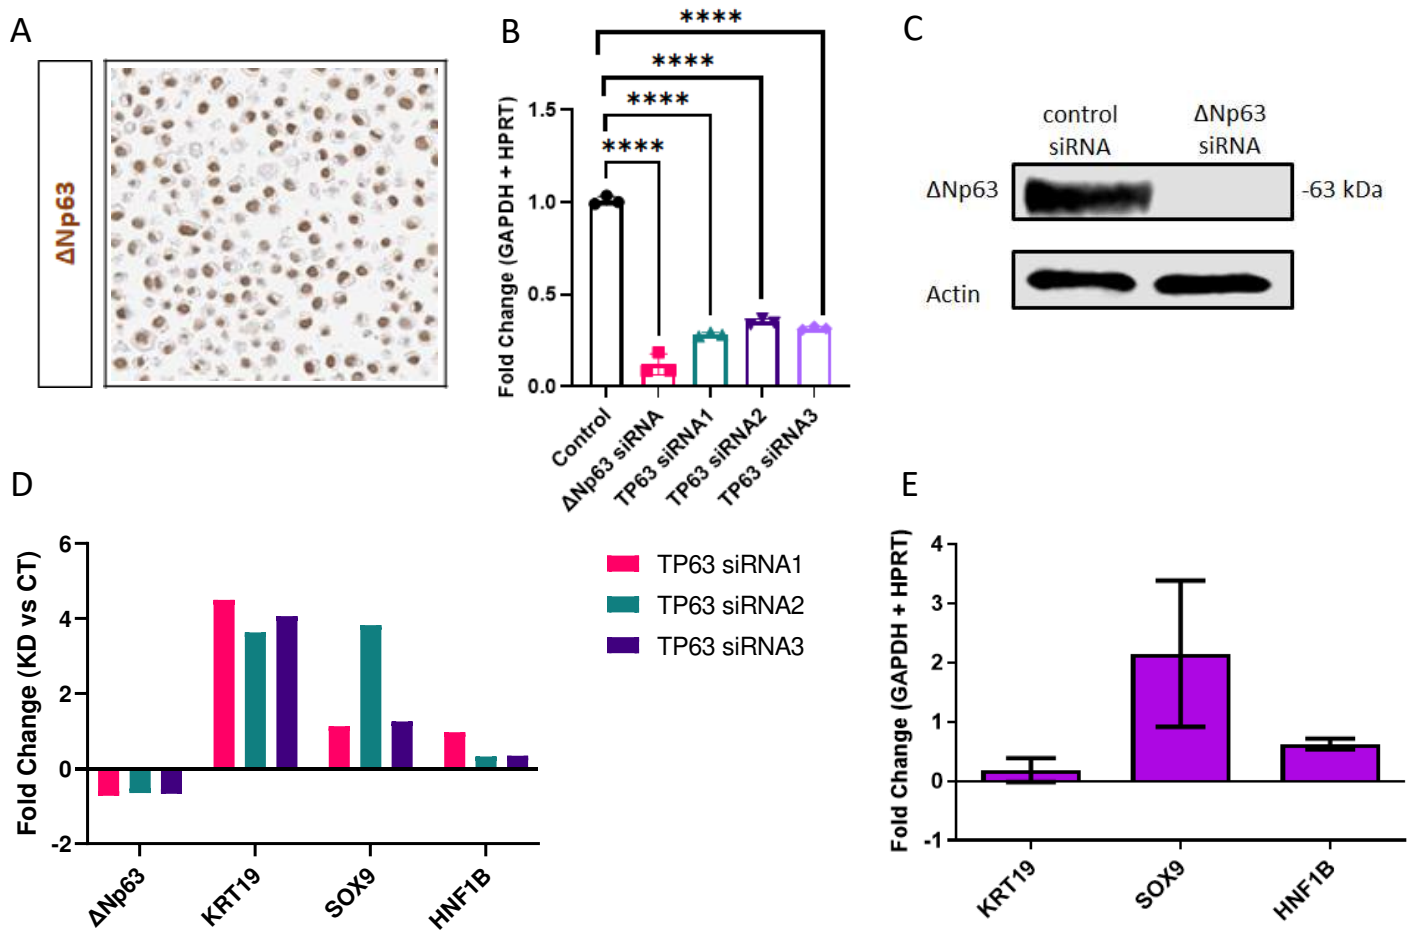 A
ΔNp63
B
****
****
****
****
Fold Change (GAPDH + HPRT)
1.5
1.0
0.5
0.0
Control
ΔNp63 siRNA
TP63 siRNA1
TP63 siRNA2
TP63 siRNA3
C
control
siRNA
ΔNp63
siRNA
ΔNp63
-63 kDa
Actin
D
Fold Change (KD vs CT)
6
4
2
0
-2
ΔNp63
KRT19
SOX9
HNF1B
TP63 siRNA1
TP63 siRNA2
TP63 siRNA3
E
Fold Change (GAPDH + HPRT)
4
3
2
1
0
-1
KRT19
SOX9
HNF1B